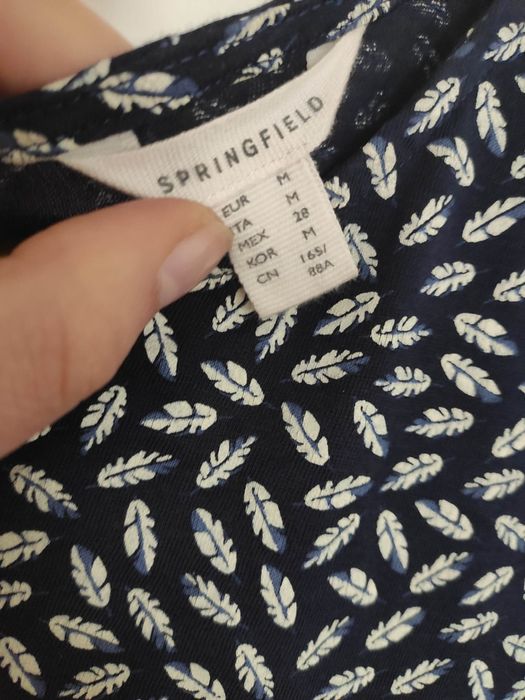 SPRINGFIELD
EUR M
ITA M
MEX 28
KOR M
CN 165/
88A